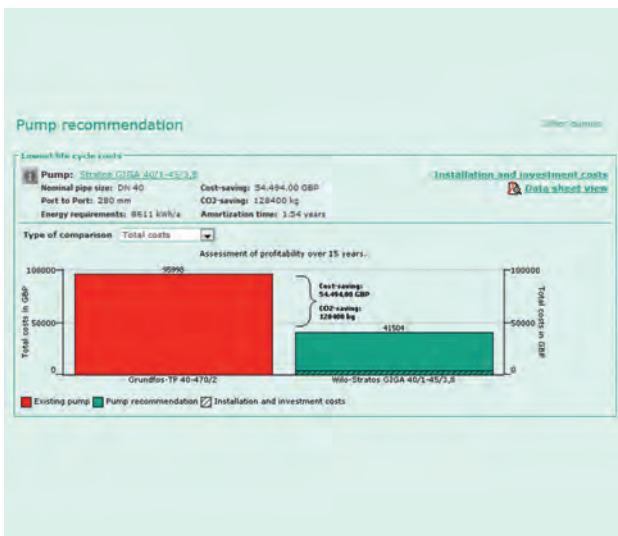 Pump recommendation
Other pumps
Lowest life cycle costs
Pump: Stratos GIGA 40/1-45/3,8
Installation and investment costs
Nominal pipe size: DN 40
Cost-saving: 54.494.00 GBP
Data sheet view
Port to Port: 280 mm
CO2-saving: 128400 kg
Energy requirements: 8611 kWh/a
Amortization time: 1.54 years
Type of comparison Total costs
Assessment of profitability over 15 years.
100000
95998
100000
Cost-saving:
54.494,00 GBP
CO2-saving:
128400 kg
50000
41504
50000
Total costs in GBP
Total costs in GBP
0
0
Grundfos-TP 40-470/2
Wilo-Stratos GIGA 40/1-45/3,8
Existing pump Pump recommendation Installation and investment costs